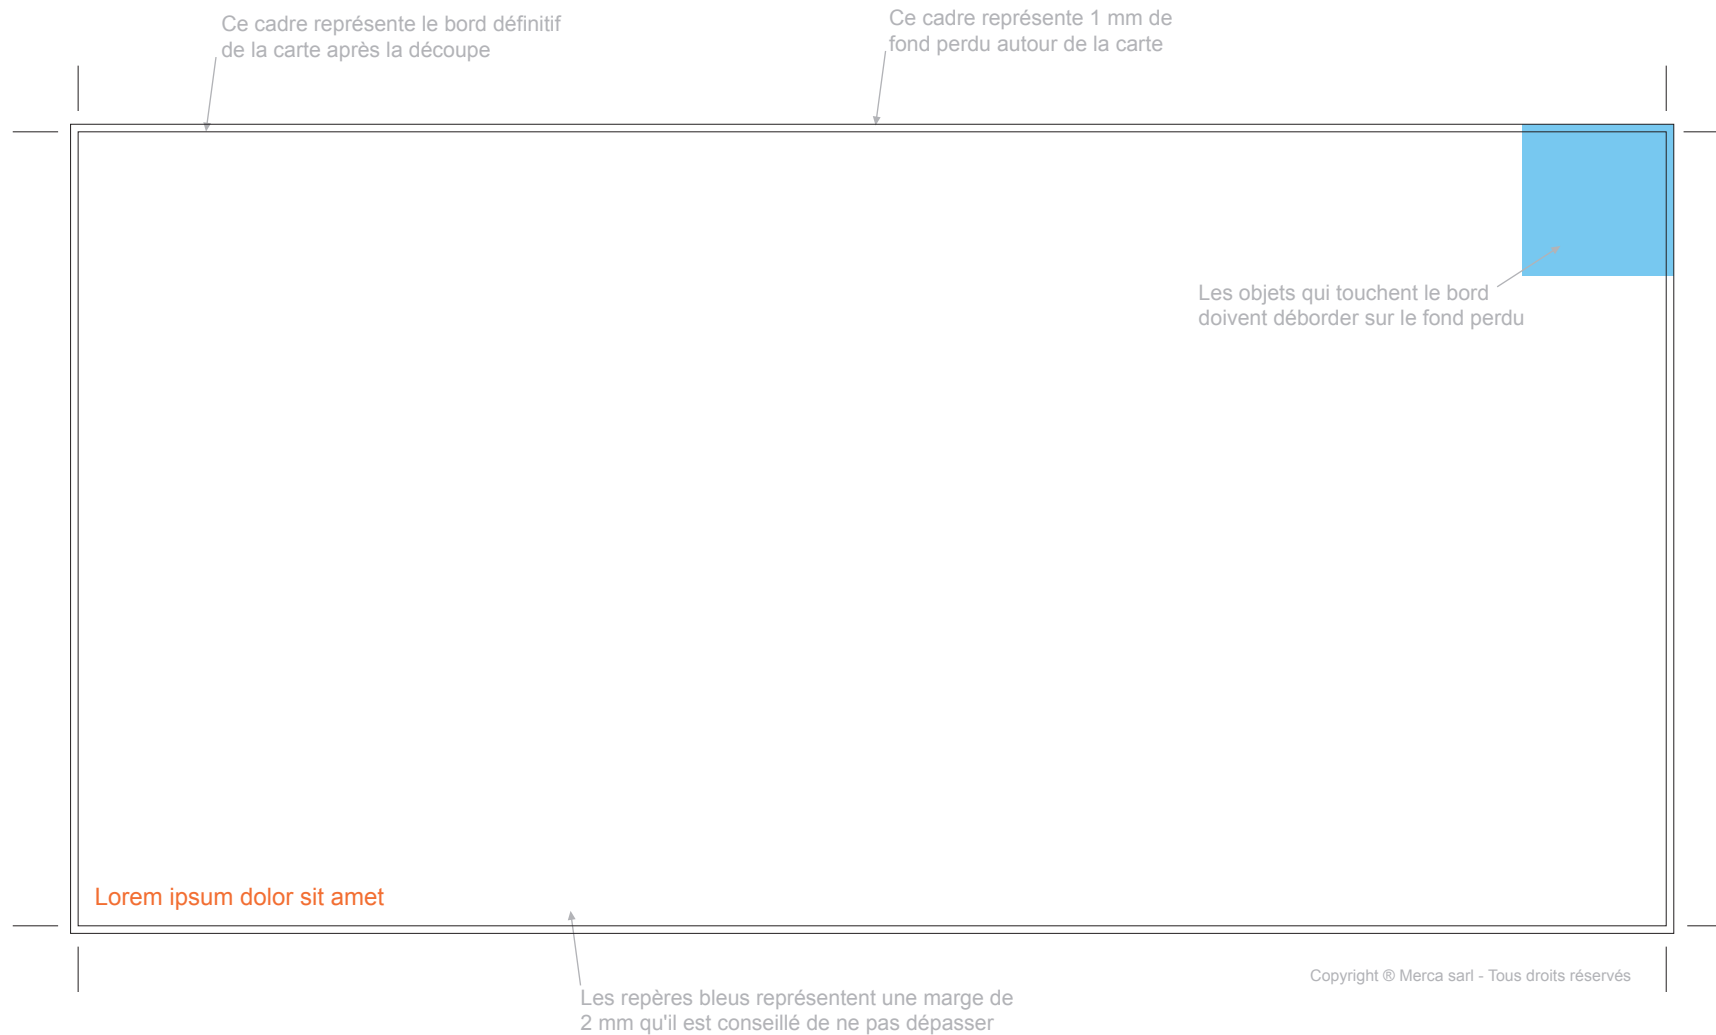 Ce cadre représente le bord définitif
de la carte après la découpe
Ce cadre représente 1 mm de
fond perdu autour de la carte
Les objets qui touchent le bord
doivent déborder sur le fond perdu
Lorem ipsum dolor sit amet
Copyright ® Merca sarl - Tous droits réservés
Les repères bleus représentent une marge de
2 mm qu'il est conseillé de ne pas dépasser